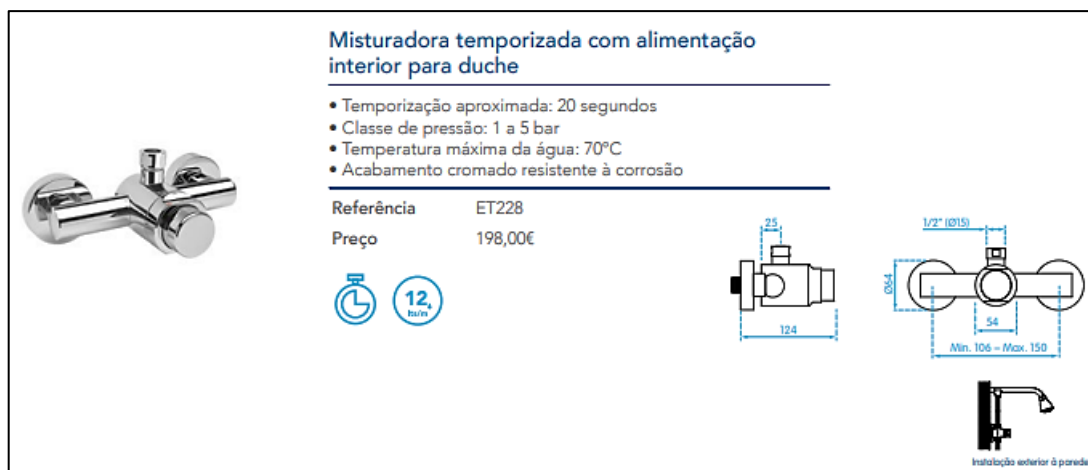 Misturadora temporizada com alimentação
interior para duche
• Temporização aproximada: 20 segundos
• Classe de pressão: 1 a 5 bar
• Temperatura máxima da água: 70ºC
• Acabamento cromado resistente à corrosão
Referência ET228
Preço 198,00€
12
lts/m
25
124
1/2" (Ø15)
Ø64
54
Min. 106 – Max. 150
Instalação exterior à parede